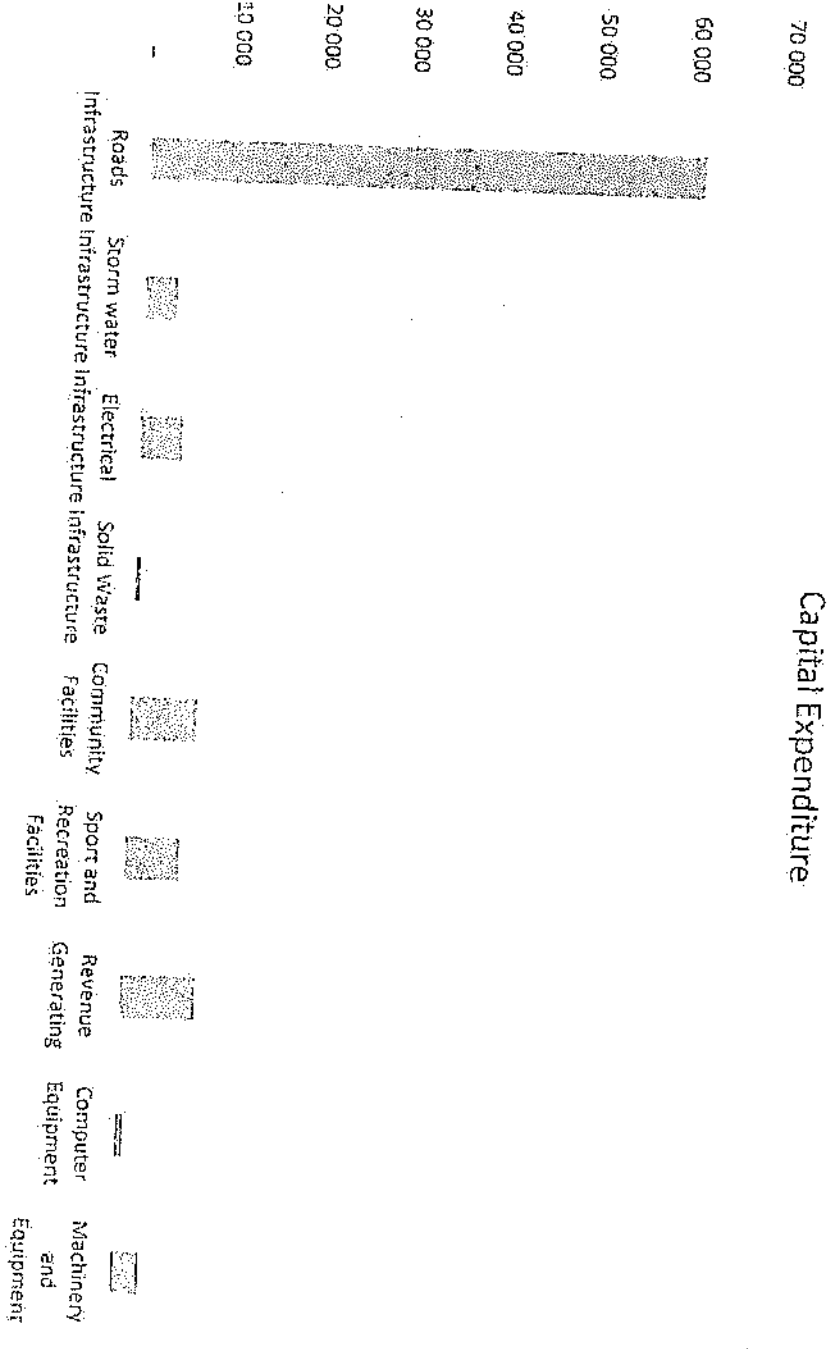 Capital Expenditure
70 000
60 000
50 000
40 000
30 000
20 000
10 000
-
Roads
Infrastructure
Storm water
Infrastructure
Electrical
Infrastructure
Solid Waste
Infrastructure
Community
Facilities
Sport and
Recreation
Facilities
Revenue
Generating
Computer
Equipment
Machinery
and
Equipment